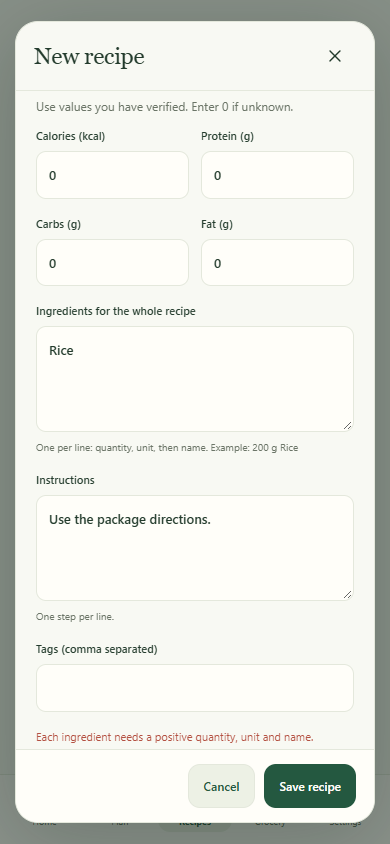 New recipe
Use values you have verified. Enter 0 if unknown.
Calories (kcal)
Protein (g)
0
0
Carbs (g)
Fat (g)
0
0
Ingredients for the whole recipe
Rice
One per line: quantity, unit, then name. Example: 200 g Rice
Instructions
Use the package directions.
One step per line.
Tags (comma separated)
Each ingredient needs a positive quantity, unit and name.
Cancel
Save recipe